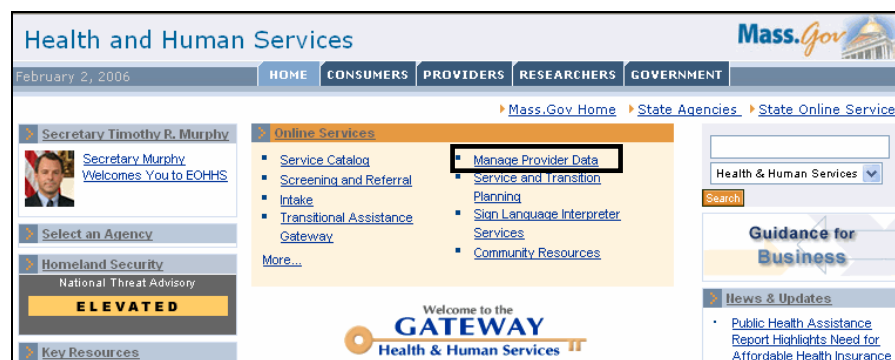 Health and Human Services
Mass.Gov
February 2, 2006
HOME
CONSUMERS
PROVIDERS
RESEARCHERS
GOVERNMENT
Mass.Gov Home
State Agencies
State Online Service
Secretary Timothy R. Murphy
Secretary Murphy
Welcomes You to EOHHS
Select an Agency
Homeland Security
National Threat Advisory
ELEVATED
Key Resources
Online Services
Service Catalog
Screening and Referral
Intake
Transitional Assistance
Gateway
More...
Manage Provider Data
Service and Transition
Planning
Sign Language Interpreter
Services
Community Resources
Welcome to the
GATEWAY
Health & Human Services
Health & Human Services
Search
Guidance for
Business
News & Updates
Public Health Assistance
Report Highlights Need for
Affordable Health Insurance